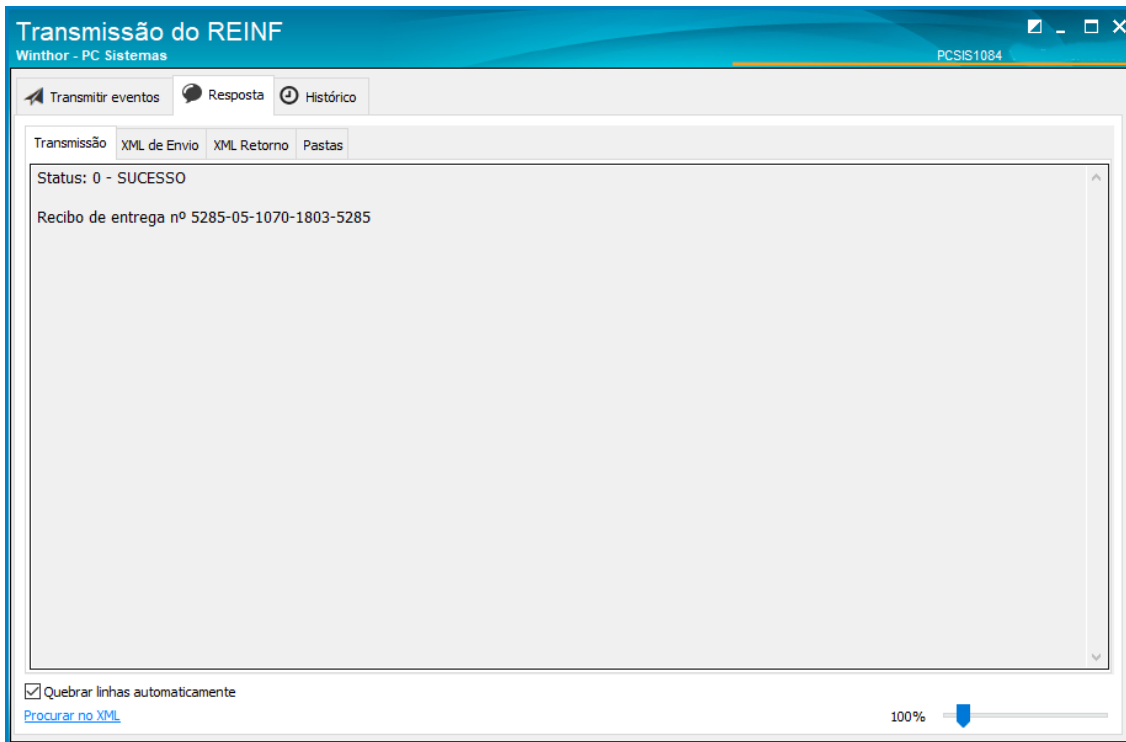 Transmissão do REINF
Winthor - PC Sistemas
PCSIS1084
Transmitir eventos Resposta Histórico
Transmissão XML de Envio XML Retorno Pastas
Status: 0 - SUCESSO
Recibo de entrega nº 5285-05-1070-1803-5285
Quebrar linhas automaticamente
Procurar no XML
100%